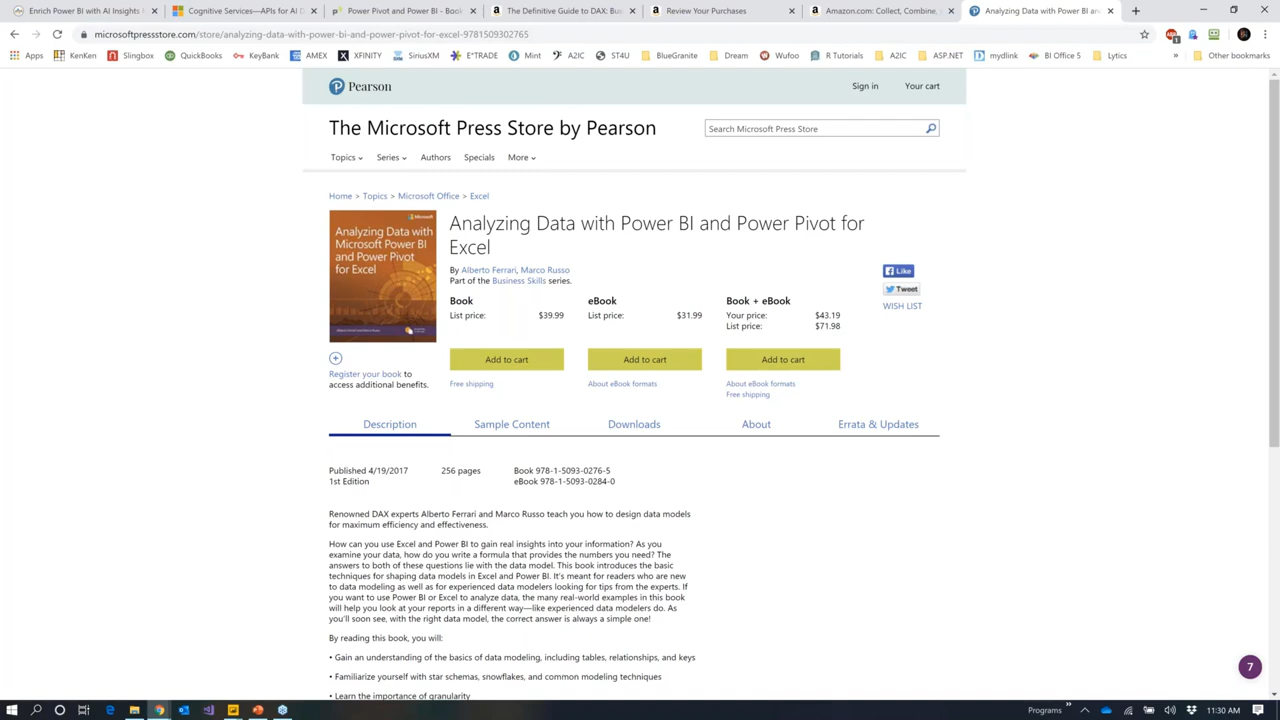 Enrich Power BI with AI Insights
Cognitive Services—APIs for AI D
Power Pivot and Power BI - Book
The Definitive Guide to DAX: Bus
Review Your Purchases
Amazon.com: Collect, Combine,
Analyzing Data with Power BI an
microsoftpressstore.com/store/analyzing-data-with-power-bi-and-power-pivot-for-excel-9781509302765
Apps KenKen Slingbox QuickBooks KeyBank AMEX XFINITY SiriusXM E*TRADE Mint A2IC ST4U BlueGranite Dream Wufoo R Tutorials A2IC ASP.NET mydlink BI Office 5 Lytics » Other bookmarks
Pearson
Sign in Your cart
The Microsoft Press Store by Pearson
Search Microsoft Press Store
Topics Series Authors Specials More
Home > Topics > Microsoft Office > Excel
Microsoft
Analyzing Data with
Microsoft Power BI
and Power Pivot
for Excel
Alberto Ferrari and Marco Russo
Analyzing Data with Power BI and Power Pivot for
Excel
By Alberto Ferrari, Marco Russo
Part of the Business Skills series.
Like
Tweet
WISH LIST
Book eBook Book + eBook
List price: $39.99 List price: $31.99 Your price: $43.19
List price: $71.98
Add to cart Add to cart Add to cart
Free shipping About eBook formats About eBook formats
Free shipping
Register your book to
access additional benefits.
Description Sample Content Downloads About Errata & Updates
Published 4/19/2017 256 pages Book 978-1-5093-0276-5
1st Edition eBook 978-1-5093-0284-0
Renowned DAX experts Alberto Ferrari and Marco Russo teach you how to design data models
for maximum efficiency and effectiveness.
How can you use Excel and Power BI to gain real insights into your information? As you
examine your data, how do you write a formula that provides the numbers you need? The
answers to both of these questions lie with the data model. This book introduces the basic
techniques for shaping data models in Excel and Power BI. It's meant for readers who are new
to data modeling as well as for experienced data modelers looking for tips from the experts. If
you want to use Power BI or Excel to analyze data, the many real-world examples in this book
will help you look at your reports in a different way—like experienced data modelers do. As
you'll soon see, with the right data model, the correct answer is always a simple one!
By reading this book, you will:
• Gain an understanding of the basics of data modeling, including tables, relationships, and keys
• Familiarize yourself with star schemas, snowflakes, and common modeling techniques
• Learn the importance of granularity
7
Programs » 11:30 AM